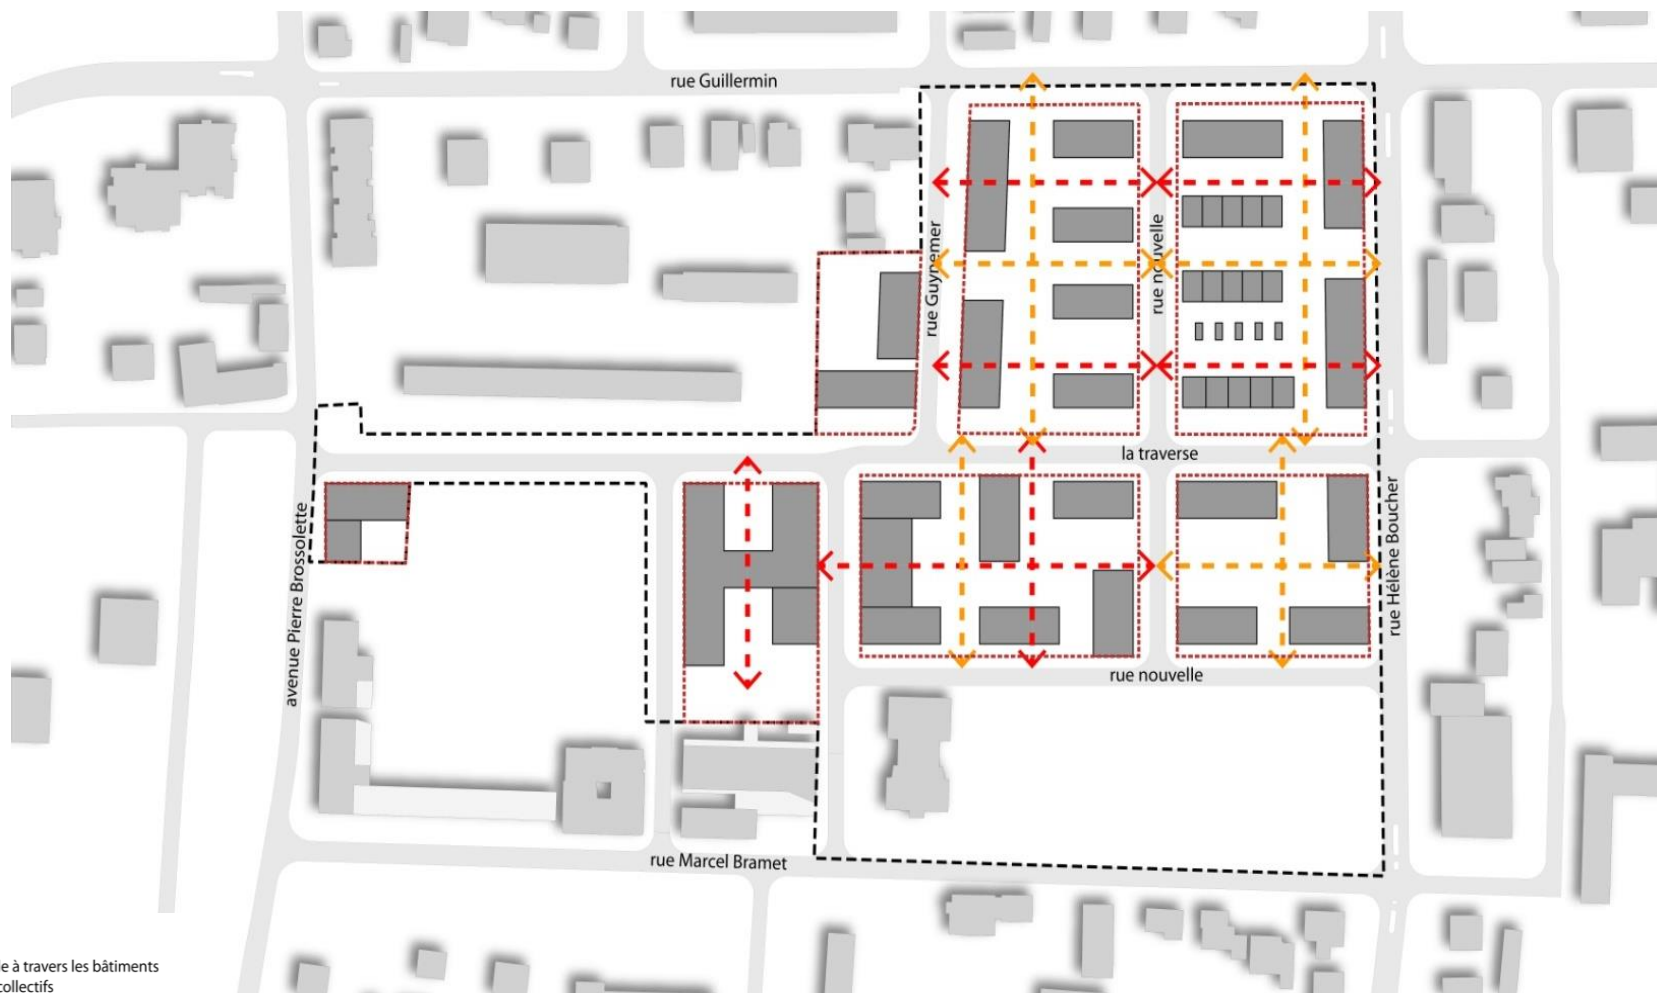 rue Guillermin
rue Guynemer
rue nouvelle
la traverse
avenue Pierre Brossolette
rue Hélène Boucher
rue nouvelle
rue Marcel Bramet
à travers les bâtiments
collectifs